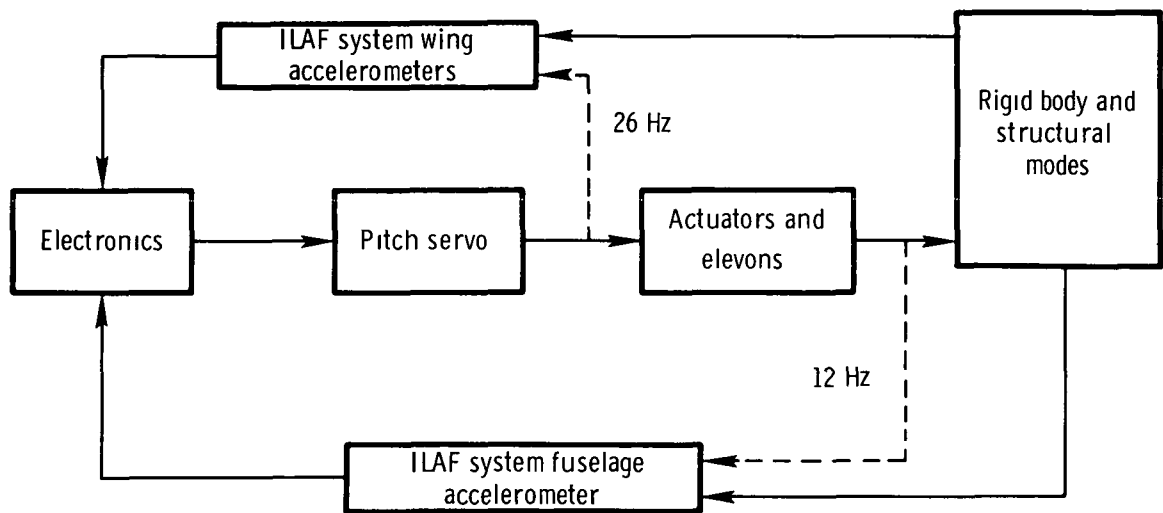 ILAF system wing
accelerometers
Rigid body and
structural
modes
26 Hz
Electronics
Pitch servo
Actuators and
elevons
12 Hz
ILAF system fuselage
accelerometer